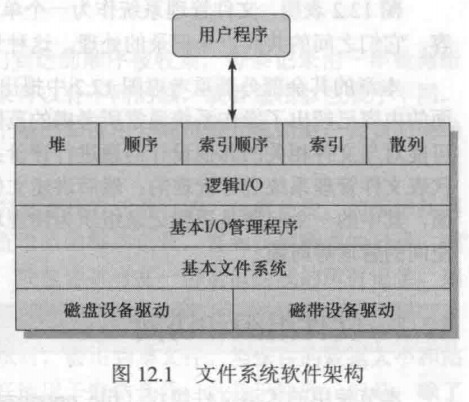 用户程序
堆 顺序 索引顺序 索引 散列
逻辑I/O
基本I/O管理程序
基本文件系统
磁盘设备驱动 磁带设备驱动
图 12.1 文件系统软件架构